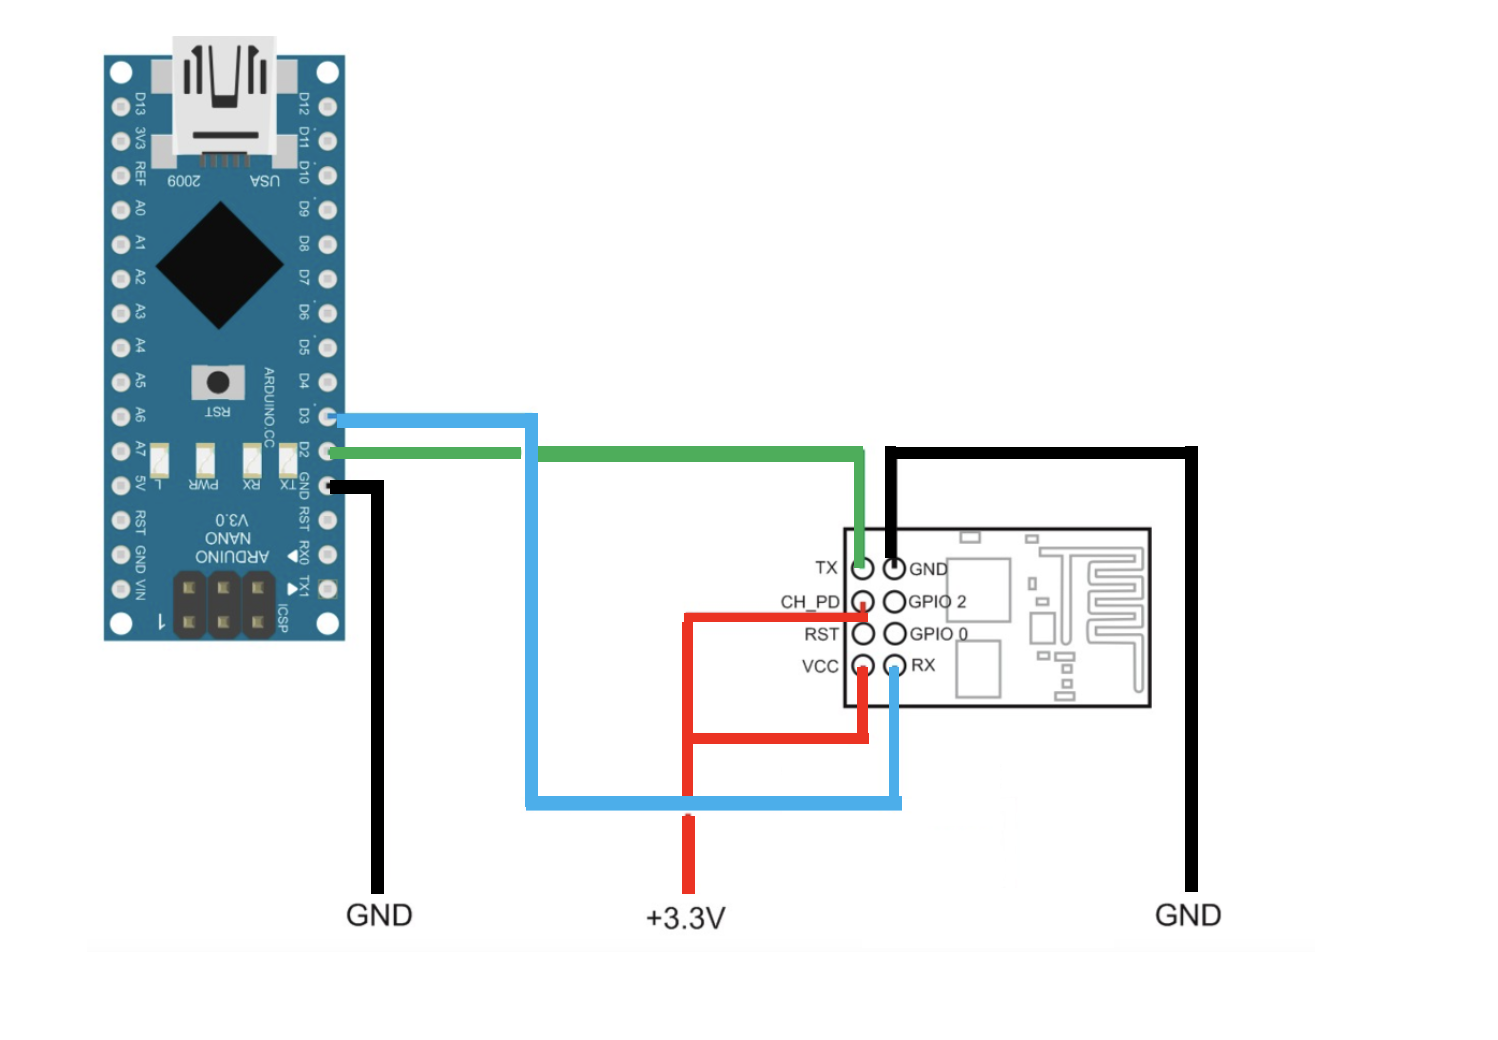 D13
3V3
REF
A0
A1
A2
A3
A4
A5
A6
A7
5V
RST
GND
VIN
D12
D11
D10
D9
D8
D7
D6
D5
D4
D3
D2
GND
RST
RX0
TX1
2009
USA
RST
ARDUINO.CC
L
PWR
RX
TX
ARDUINO
NANO
V3.0
ICSP
1
TX
CH_PD
RST
VCC
GND
GPIO 2
GPIO 0
RX
GND
+3.3V
GND